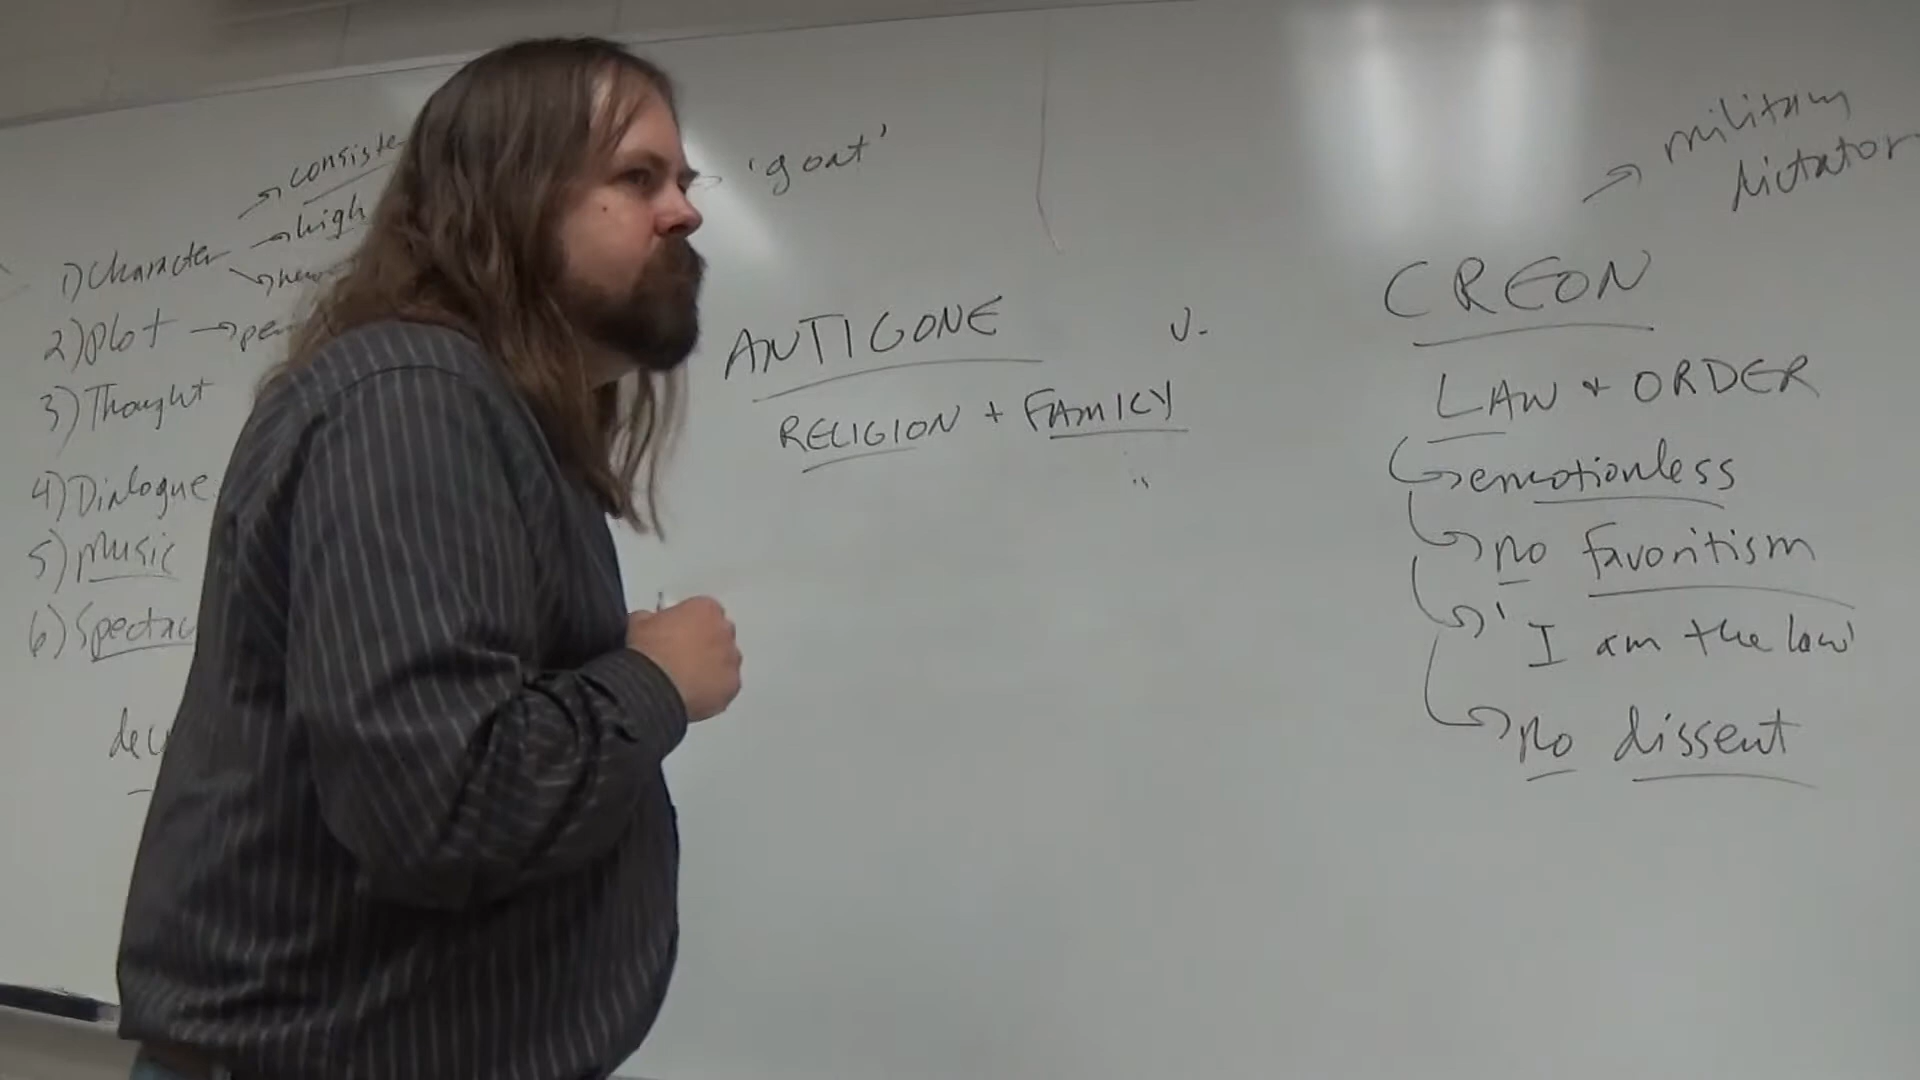 consiste
high
1) Character
2) Plot
3) Thought
4) Dialogue
5) Music
6) Spectac
'goat'
ANTIGONE
v.
RELIGION + FAMILY
military
dictator
CREON
LAW + ORDER
emotionless
no favoritism
'I am the law'
no dissent